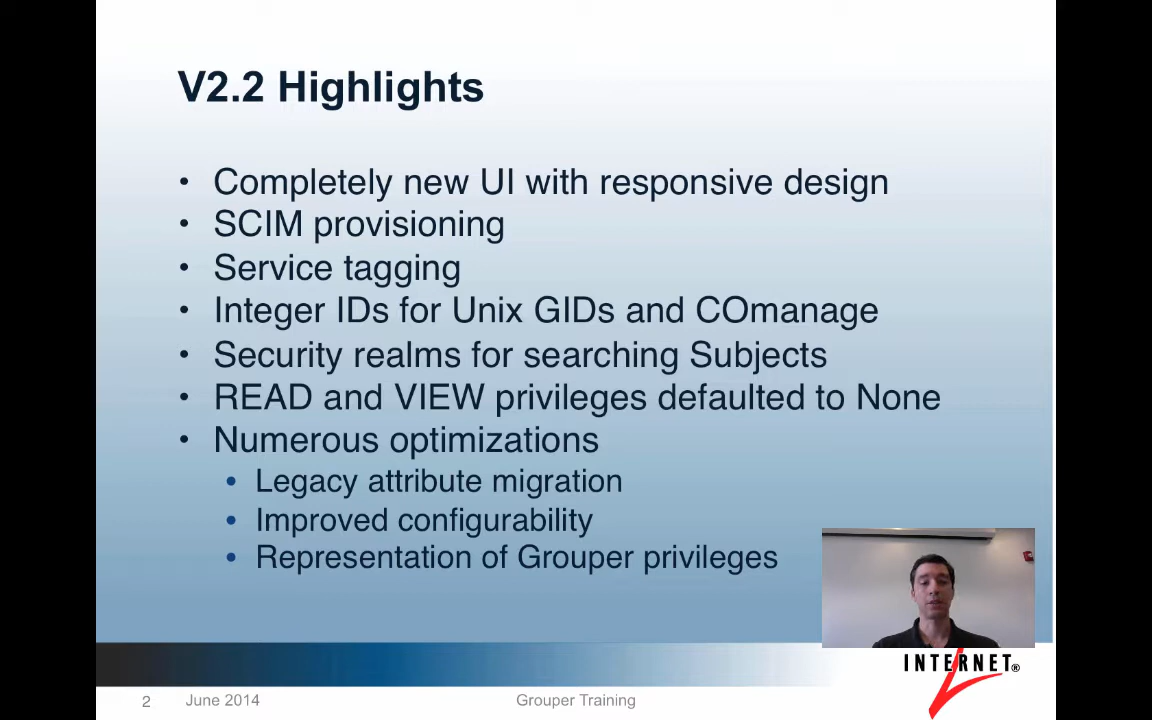 V2.2 Highlights
• Completely new UI with responsive design
• SCIM provisioning
• Service tagging
• Integer IDs for Unix GIDs and COmanage
• Security realms for searching Subjects
• READ and VIEW privileges defaulted to None
• Numerous optimizations
• Legacy attribute migration
• Improved configurability
• Representation of Grouper privileges
INTERNET®
2 June 2014 Grouper Training